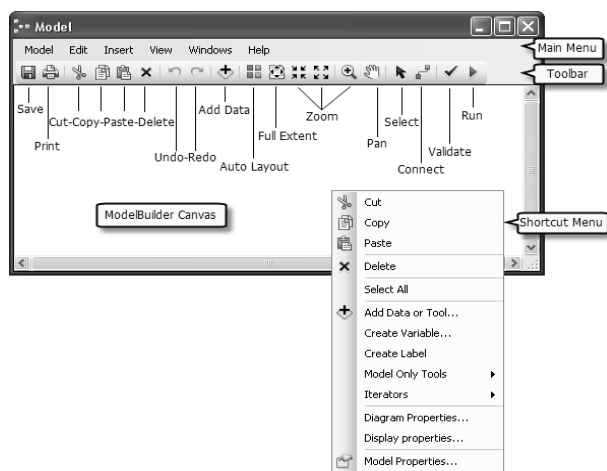 Model
Model Edit Insert View Windows Help
Main Menu
Toolbar
Save
Print
Cut-Copy-Paste-Delete
Undo-Redo
Add Data
Auto Layout
Full Extent
Zoom
Pan
Select
Connect
Validate
Run
ModelBuilder Canvas
Shortcut Menu
Cut
Copy
Paste
Delete
Select All
Add Data or Tool...
Create Variable...
Create Label
Model Only Tools
Iterators
Diagram Properties...
Display properties...
Model Properties...